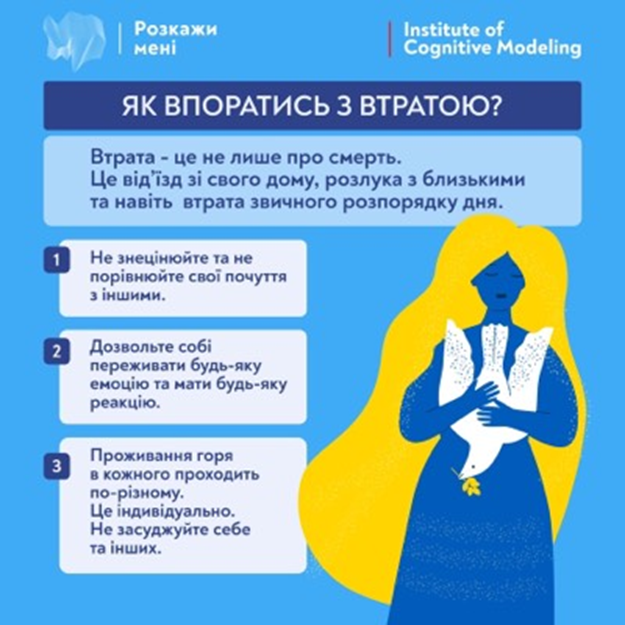 Розкажи
мені
Institute of
Cognitive Modeling
ЯК ВПОРАТИСЬ З ВТРАТОЮ?
Втрата - це не лише про смерть.
Це від'їзд зі свого дому, розлука з близькими
та навіть втрата звичного розпорядку дня.
1
Не знецінюйте та не
порівнюйте свої почуття
з іншими.
2
Дозвольте собі
переживати будь-яку
емоцію та мати будь-яку
реакцію.
3
Проживання горя
в кожного проходить
по-різному.
Це індивідуально.
Не засуджуйте себе
та інших.